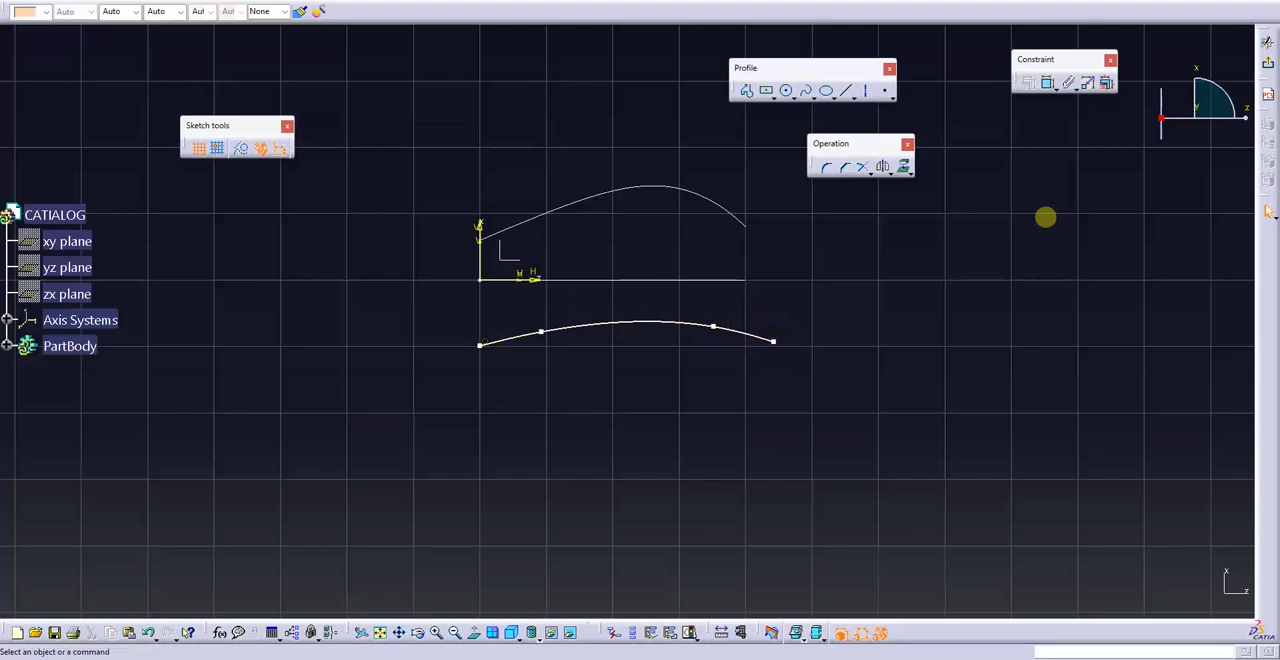 Auto
Auto
Auto
Aut
Aut
None
Profile
Constraint
Sketch tools
Operation
x
y
z
CATIALOG
xy plane
yz plane
zx plane
Axis Systems
PartBody
H
x
z
Select an object or a command
CATIA